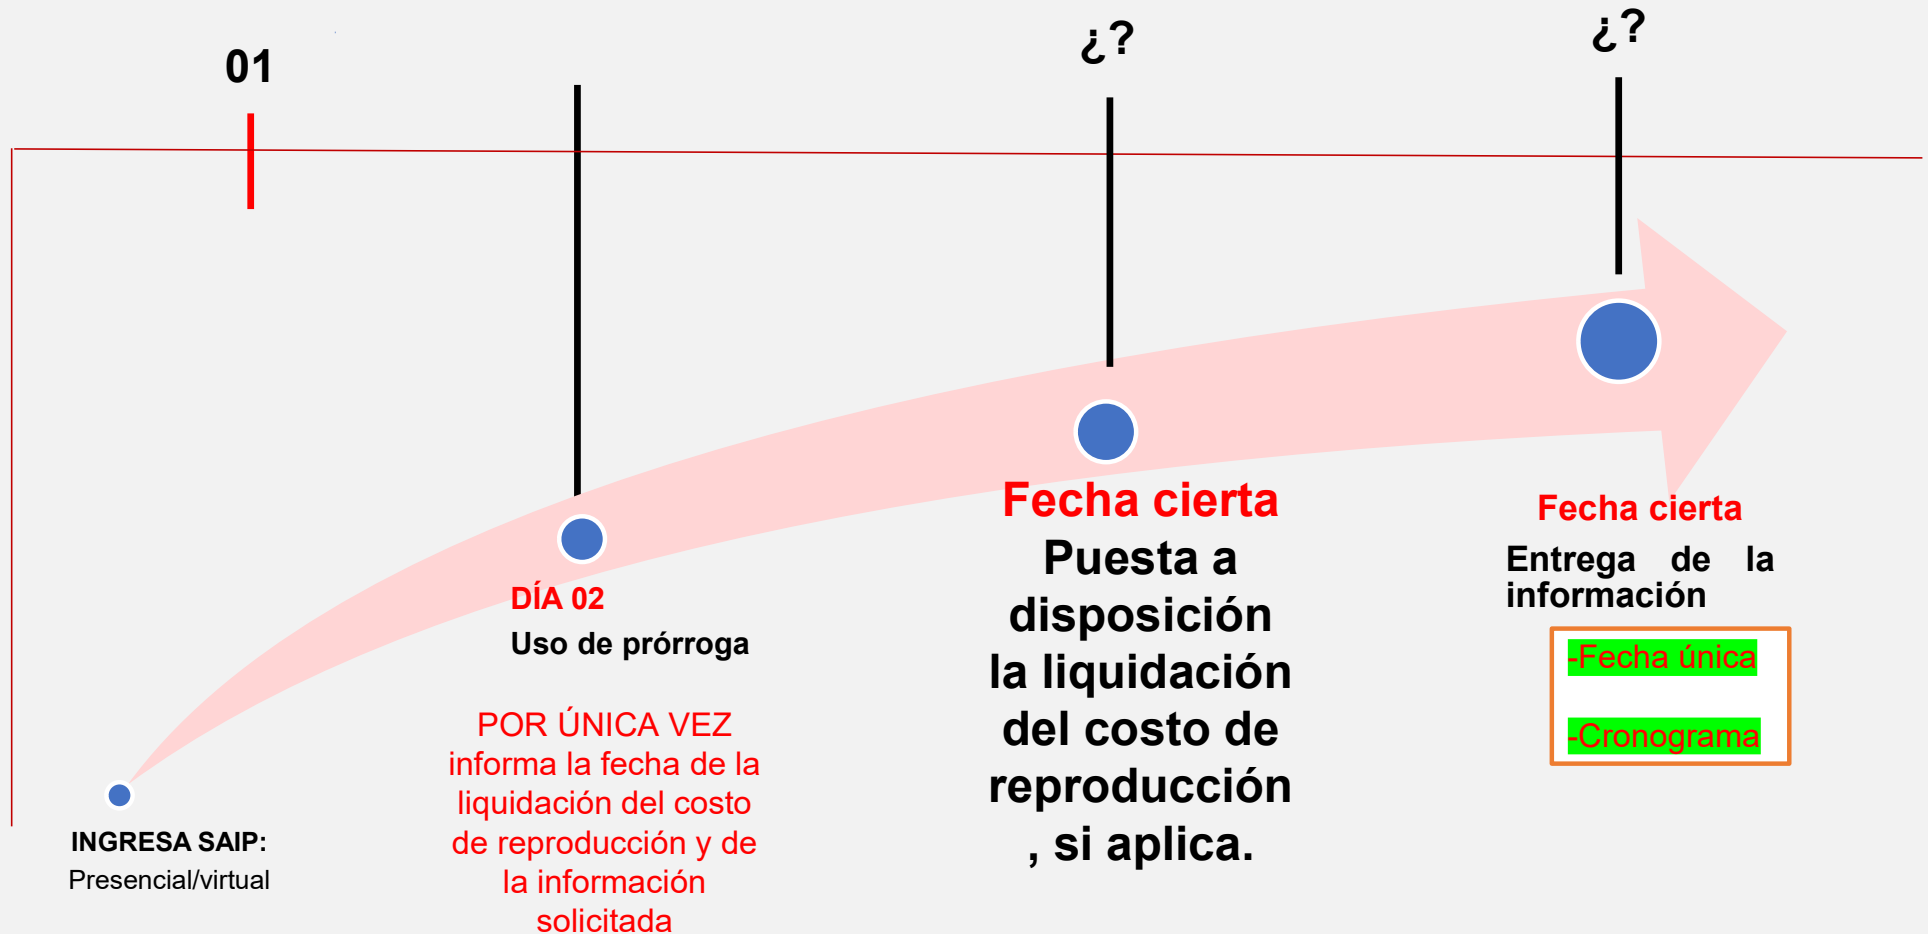 01
¿?
¿?
INGRESA SAIP:
Presencial/virtual
DÍA 02
Uso de prórroga
POR ÚNICA VEZ
informa la fecha de la
liquidación del costo
de reproducción y de
la información
solicitada
Fecha cierta
Puesta a
disposición
la liquidación
del costo de
reproducción
, si aplica.
Fecha cierta
Entrega de la
información
-Fecha única
-Cronograma